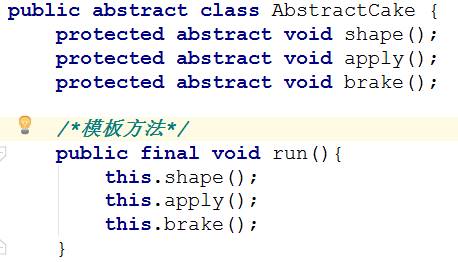 public abstract class AbstractCake {
    protected abstract void shape();
    protected abstract void apply();
    protected abstract void brake();
    /*模板方法*/
    public final void run(){
        this.shape();
        this.apply();
        this.brake();
    }